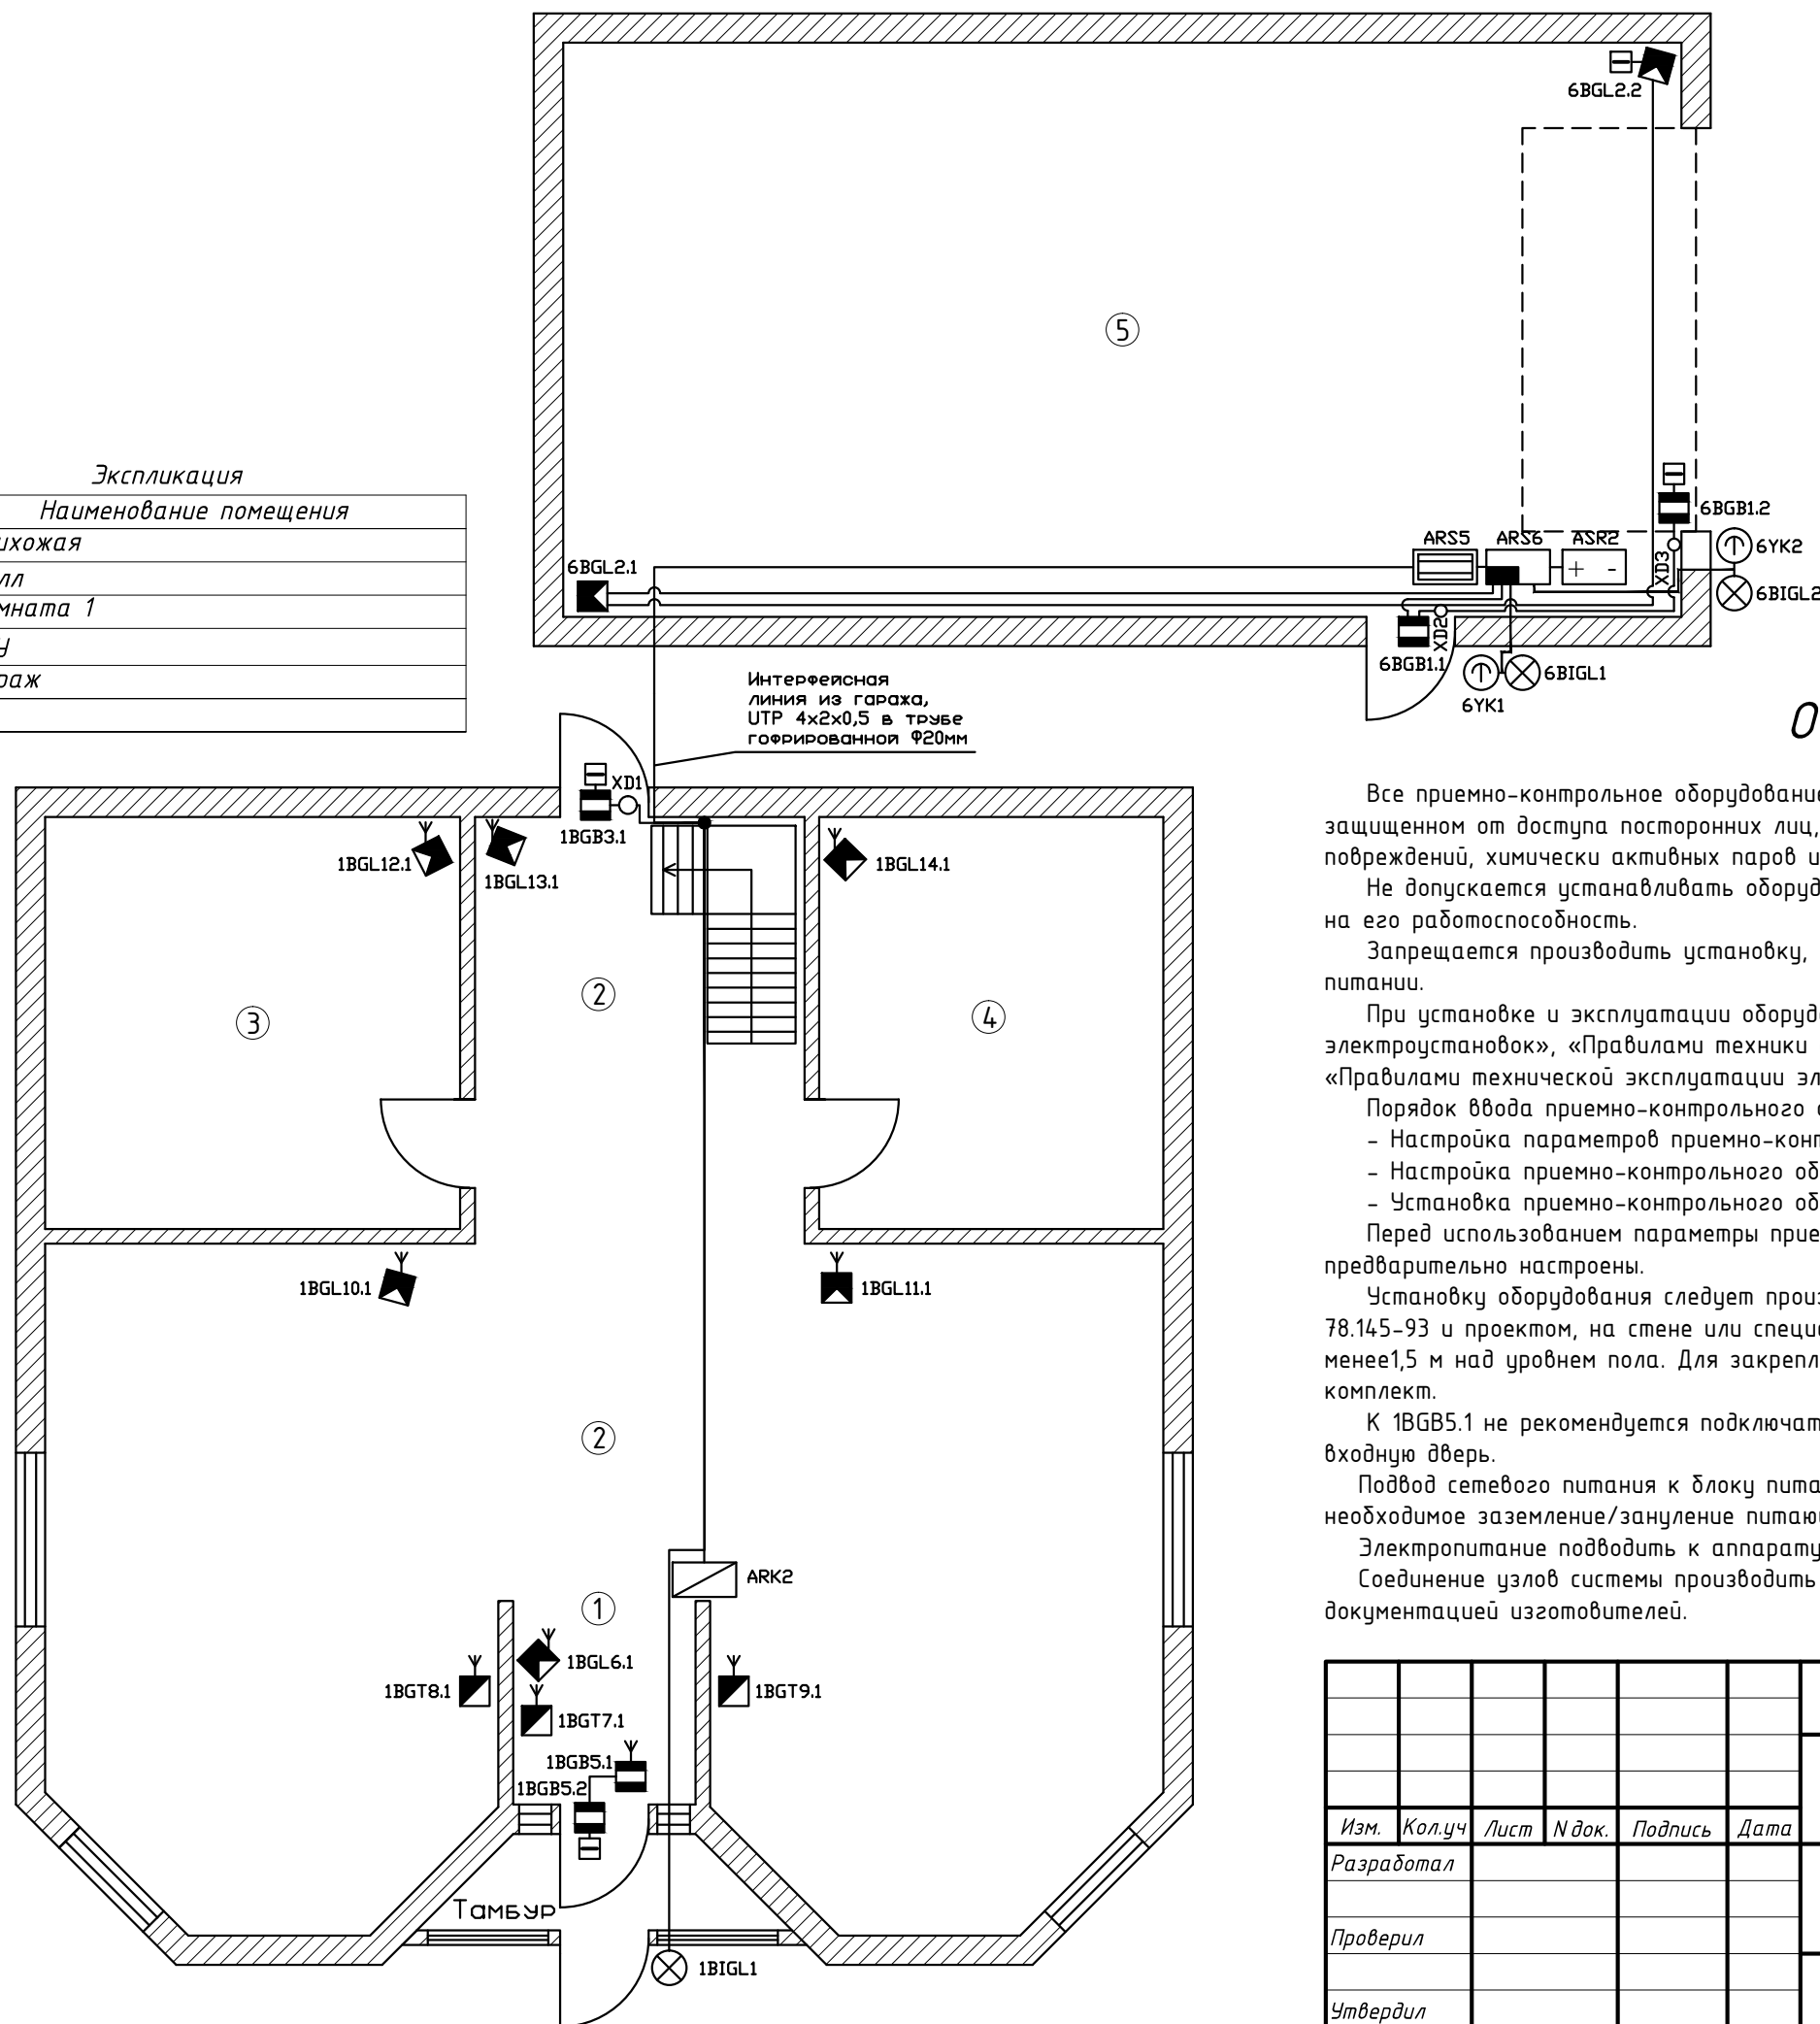 6BGL2.2
5
Экспликация
Наименование помещения
6BGB1.2
ARS5
ARS6
ASR2
XD3
6YK2
6BGL2.1
+ -
6BIGL2
XD2
6BGB1.1
6BIGL1
6YK1
Интерфейсная
линия из гаража,
UTP 4x2x0,5 в трубе
гофрированной Ф20мм
комната 1
XD1
1BGB3.1
1BGL12.1
1BGL13.1
1BGL14.1
2
3
4
1BGL10.1
1BGL11.1
2
ARK2
1
1BGL6.1
1BGT8.1
1BGT9.1
1BGT7.1
1BGB5.1
1BGB5.2
Тамбур
1BIGL1
Все приемно-контрольное оборудование
защищенном от доступа посторонних лиц,
повреждений, химически активных паров и
Не допускается устанавливать оборуд
на его работоспособность.
Запрещается производить установку,
питании.
При установке и эксплуатации оборуд
электроустановок», «Правилами техники
«Правилами технической эксплуатации эл
Порядок ввода приемно-контрольного
- Настройка параметров приемно-конт
- Настройка приемно-контрольного об
- Установка приемно-контрольного об
Перед использованием параметры прие
предварительно настроены.
Установку оборудования следует произ
78.145-93 и проектом, на стене или специ
менее1,5 м над уровнем пола. Для закрепл
комплект.
К 1BGB5.1 не рекомендуется подключат
входную дверь.
Подвод сетевого питания к блоку пита
необходимое заземление/зануление питаю
Электропитание подводить к аппарату
Соединение узлов системы производить
документацией изготовителей.
Изм. Кол.уч Лист N док. Подпись Дата
Разработал
Проверил
Утвердил